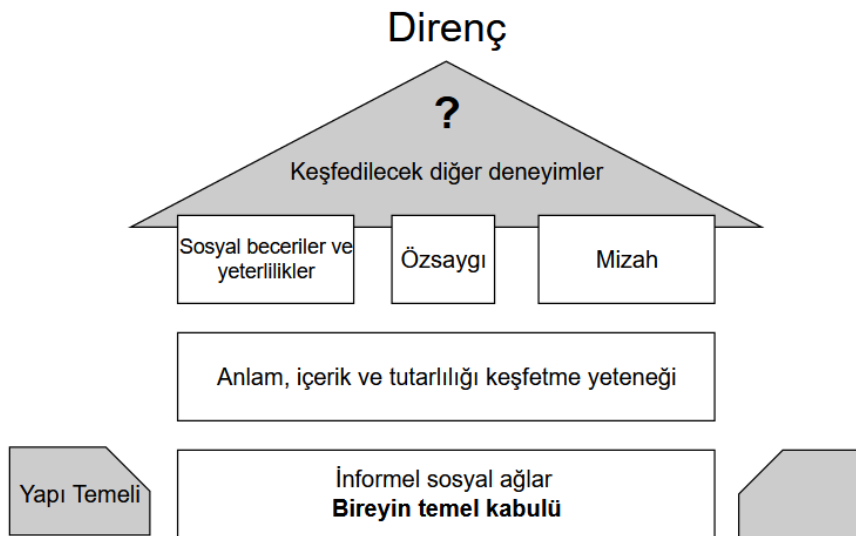 Direnç
?
Keşfedilecek diğer deneyimler
Sosyal beceriler ve
yeterlilikler
Özsaygı
Mizah
Anlam, içerik ve tutarlılığı keşfetme yeteneği
Yapı Temeli
İnformel sosyal ağlar
Bireyin temel kabulü